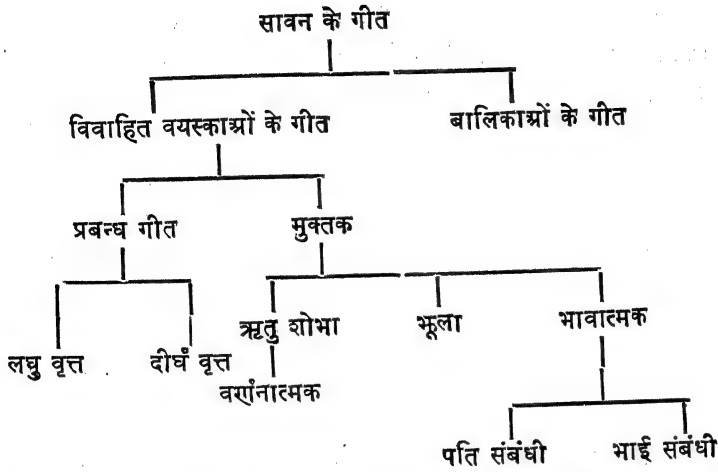 सावन के गीत
विवाहित वयस्काओं के गीत बालिकाओं के गीत
प्रबन्ध गीत मुक्तक
ऋतु शोभा झूला भावात्मक
लघु वृत्त दीर्घ वृत्त
वर्णनात्मक
पति संबंधी भाई संबंधी